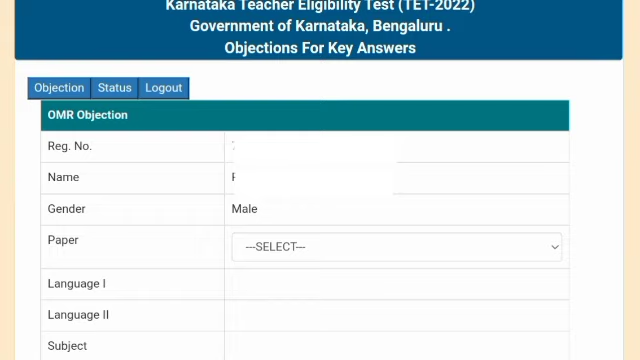 Karnataka Teacher Eligibility Test (TET-2022)
Government of Karnataka, Bengaluru .
Objections For Key Answers
Objection Status Logout
OMR Objection
Reg. No.
Name
Gender Male
Paper ---SELECT---
Language I
Language II
Subject